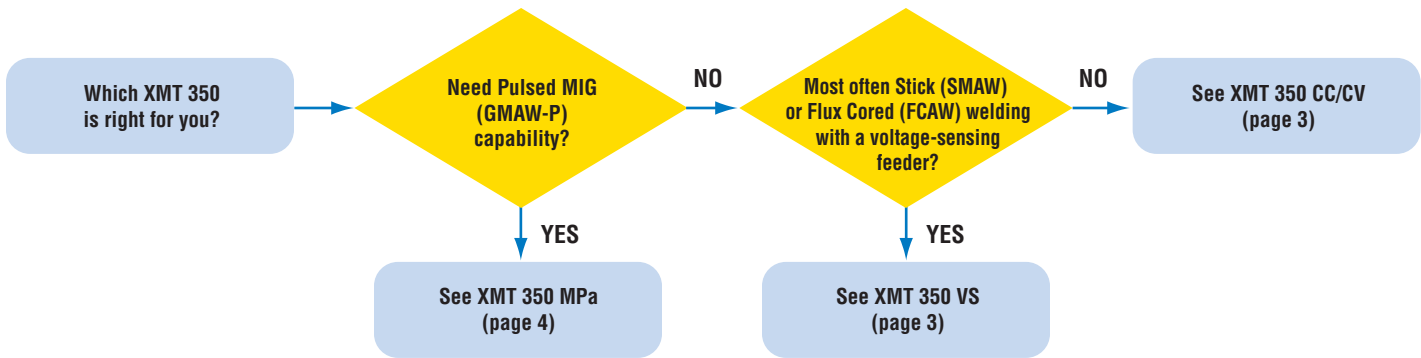 Which XMT 350
is right for you?
Need Pulsed MIG
(GMAW-P)
capability?
NO
Most often Stick (SMAW)
or Flux Cored (FCAW) welding
with a voltage-sensing
feeder?
NO
See XMT 350 CC/CV
(page 3)
YES
YES
See XMT 350 MPa
(page 4)
See XMT 350 VS
(page 3)